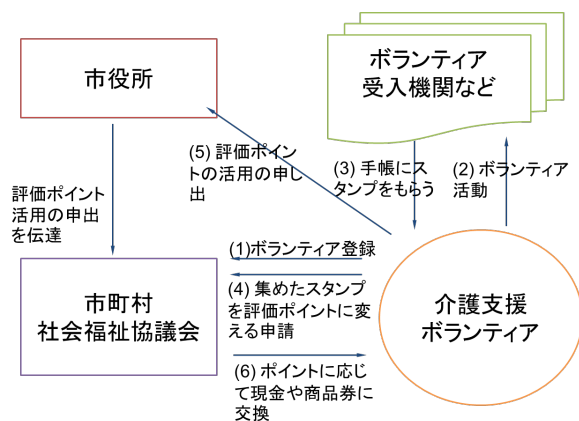 市役所
ボランティア
受入機関など
(5) 評価ポイン
トの活用の申し
出
(3) 手帳にス
タンプをもらう
(2) ボランティア
活動
評価ポイント
活用の申出
を伝達
(1)ボランティア登録
市町村
社会福祉協議会
(4) 集めたスタンプ
を評価ポイントに変
える申請
介護支援
ボランティア
(6) ポイントに応じ
て現金や商品券に
交換